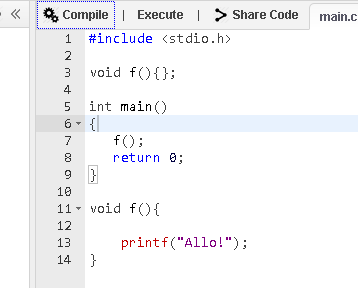 « Compile | Execute | Share Code main.c
1 #include <stdio.h>
2
3 void f(){};
4
5 int main()
6 {
7 f();
8 return 0;
9 }
10
11 void f(){
12
13 printf("Allo!");
14 }